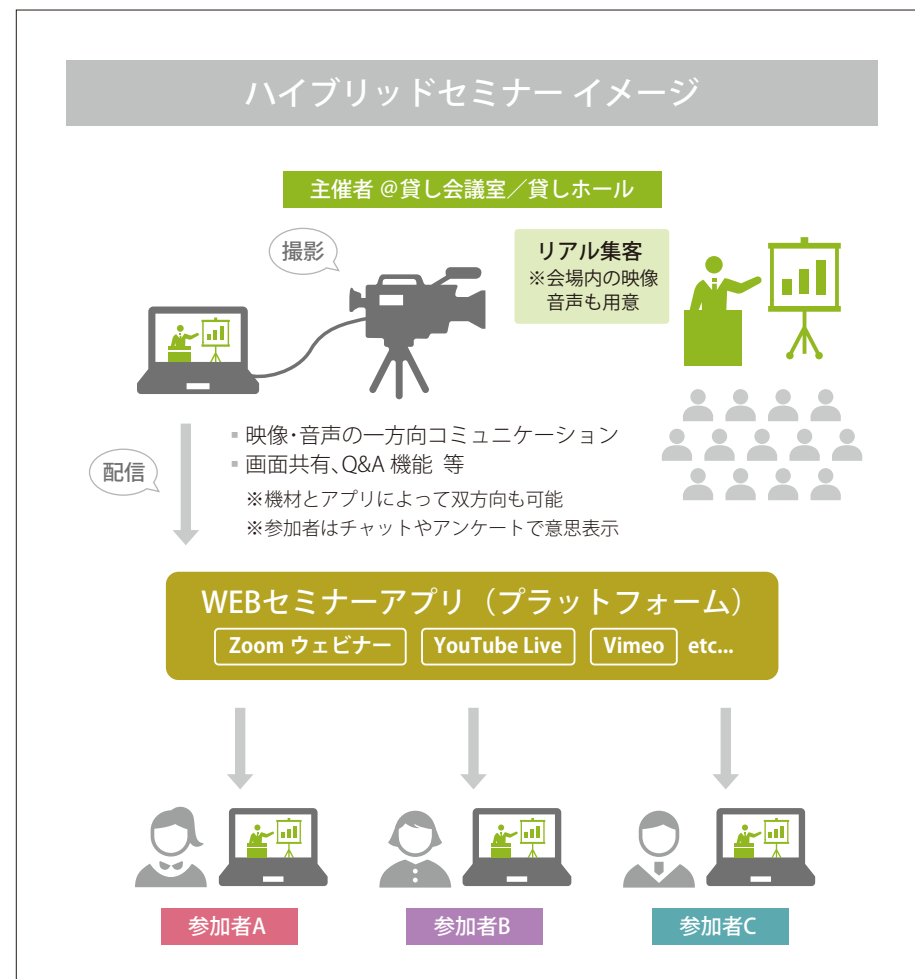 ハイブリッドセミナー イメージ
主催者 @貸し会議室／貸しホール
撮影
リアル集客
※会場内の映像
音声も用意
▪映像・音声の一方向コミュニケーション
▪画面共有、Q&A 機能 等
※機材とアプリによって双方向も可能
※参加者はチャットやアンケートで意思表示
配信
WEBセミナーアプリ（プラットフォーム）
Zoom ウェビナー YouTube Live Vimeo etc...
参加者A 参加者B 参加者C